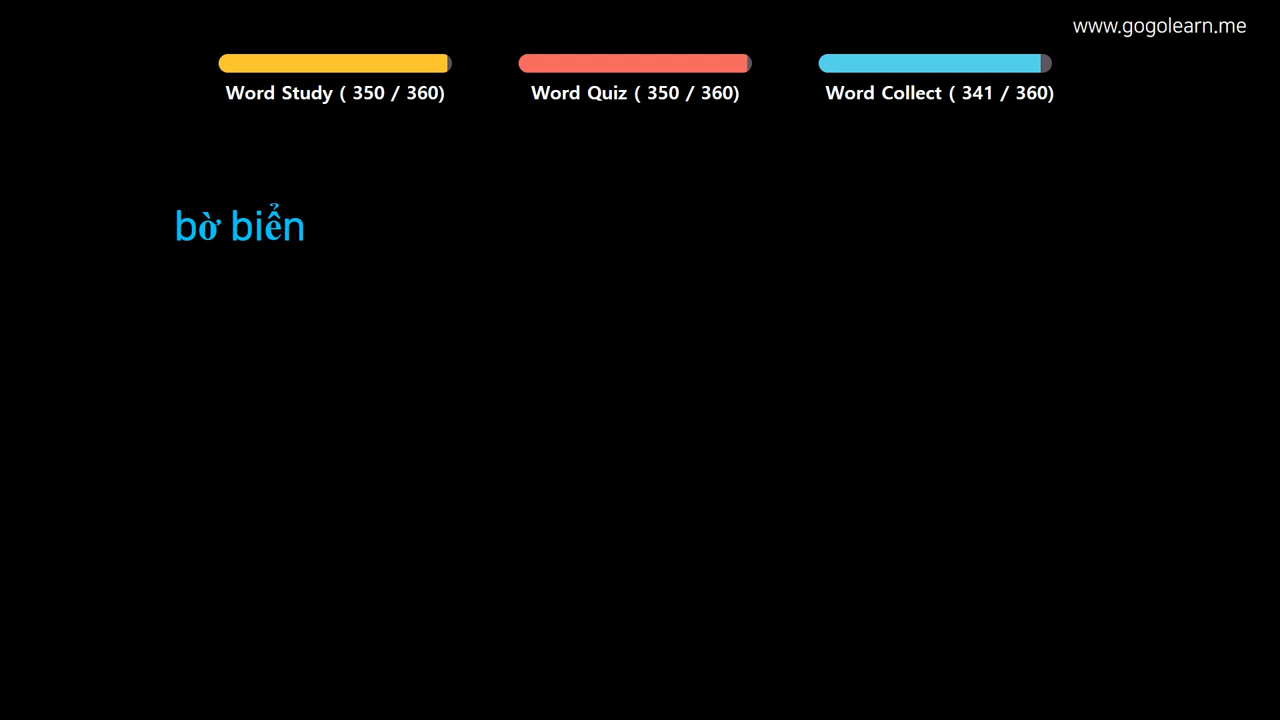 www.gogolearn.me
Word Study ( 350 / 360)
Word Quiz ( 350 / 360)
Word Collect ( 341 / 360)
bờ biển